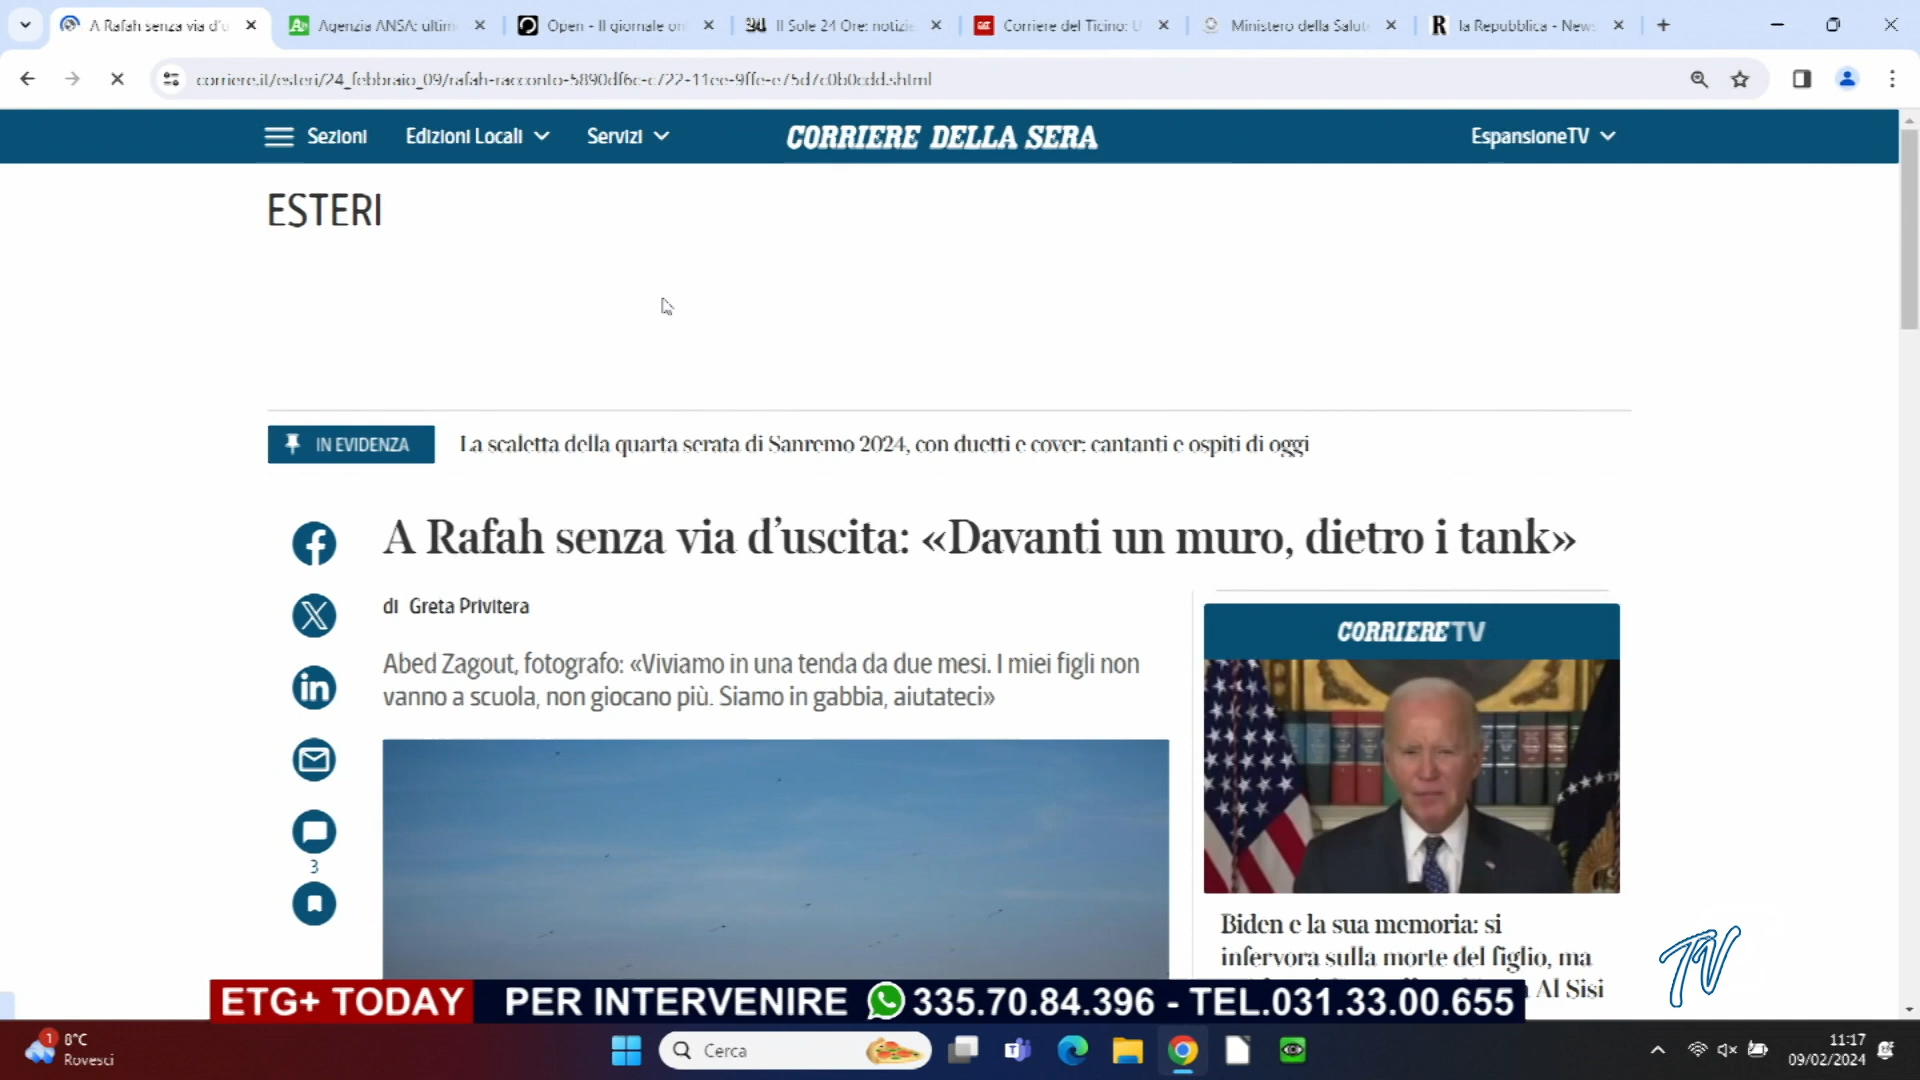 A Rafah senza via d'u
Agenzia ANSA: ultim
Open - Il giornale on
Il Sole 24 Ore: notizie
Corriere del Ticino: U
Ministero della Salut
la Repubblica - News
Sezioni
Edizioni Locali
Servizi
CORRIERE DELLA SERA
EspansioneTV
ESTERI
IN EVIDENZA
La scaletta della quarta serata di Sanremo 2024, con duetti e cover: cantanti e ospiti di oggi
A Rafah senza via d'uscita: «Davanti un muro, dietro i tank»
di Greta Privitera
Abed Zagout, fotografo: «Viviamo in una tenda da due mesi. I miei figli non
vanno a scuola, non giocano più. Siamo in gabbia, aiutateci»
3
CORRIERE TV
Biden e la sua memoria: si
infervora sulla morte del figlio, ma
Al Sisi
TV
ETG+ TODAY
PER INTERVENIRE 335.70.84.396 - TEL.031.33.00.655
1
8°C
Rovesci
Cerca
11:17
09/02/2024